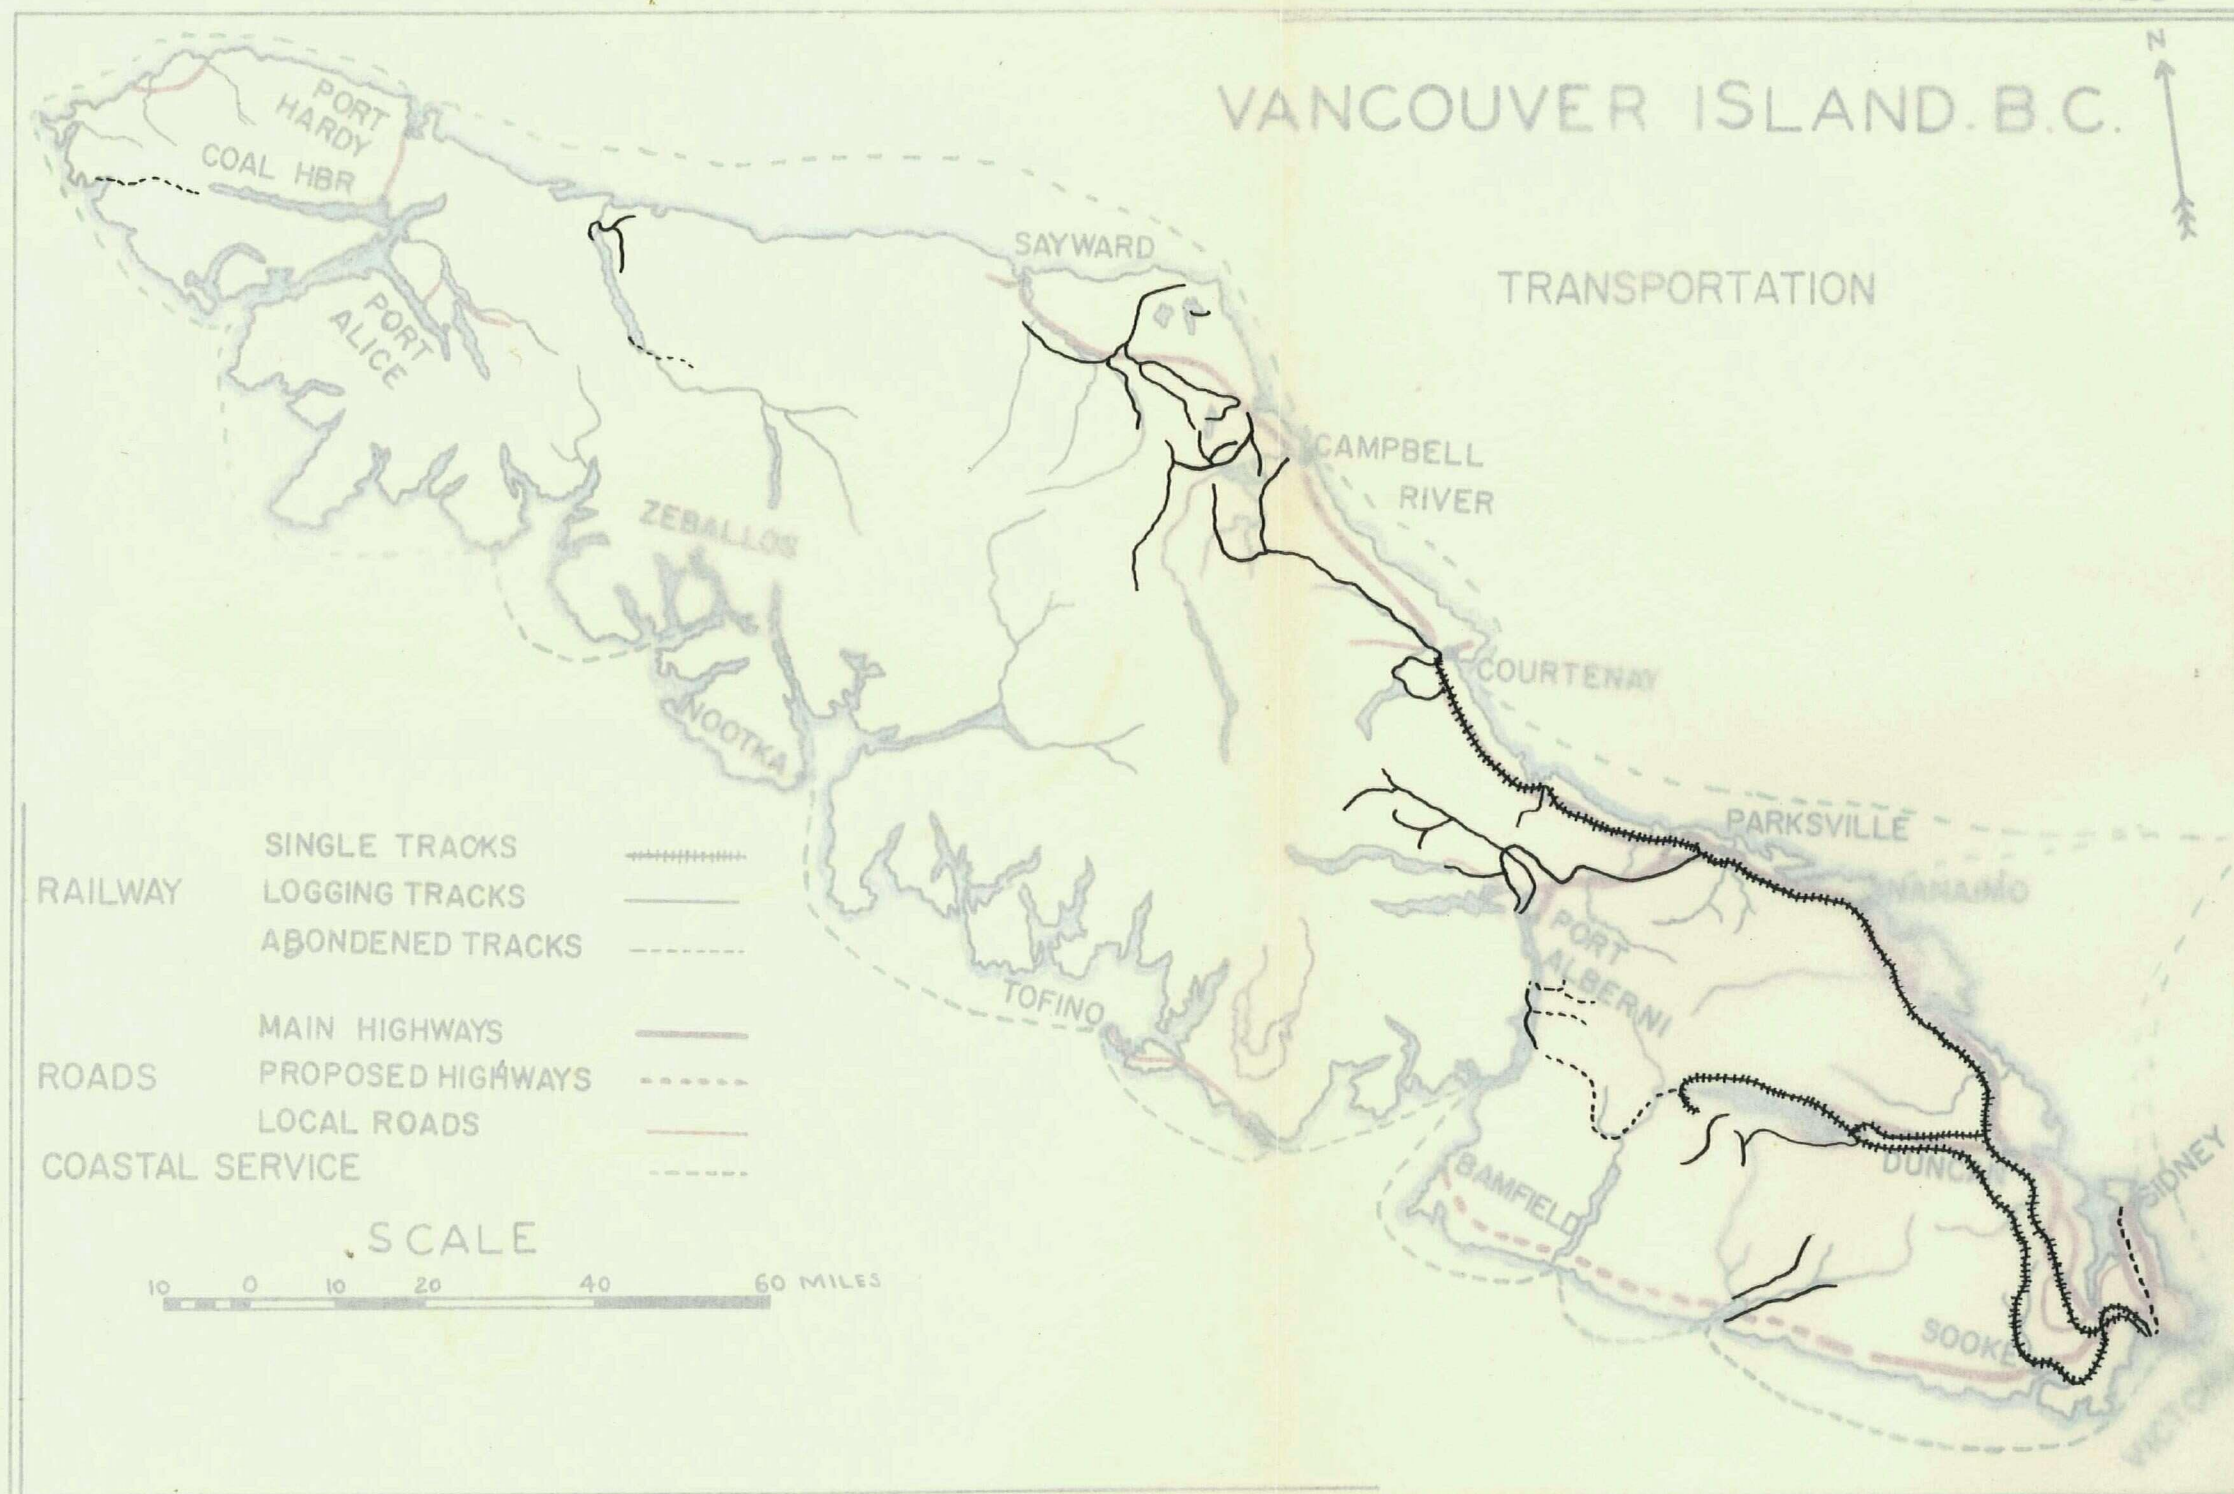 N
VANCOUVER ISLAND. B.C.
TRANSPORTATION
PORT
HARDY
COAL HBR
PORT
ALICE
SAYWARD
CAMPBELL
RIVER
ZEBALLOS
NOOTKA
COURTENAY
PARKSVILLE
NANAIMO
PORT
ALBERNI
TOFINO
BAMFIELD
DUNCAN
SIDNEY
SOOKE
RAILWAY
SINGLE TRACKS
LOGGING TRACKS
ABONDENED TRACKS
ROADS
MAIN HIGHWAYS
PROPOSED HIGHWAYS
LOCAL ROADS
COASTAL SERVICE
SCALE
10 0 10 20 40 60 MILES